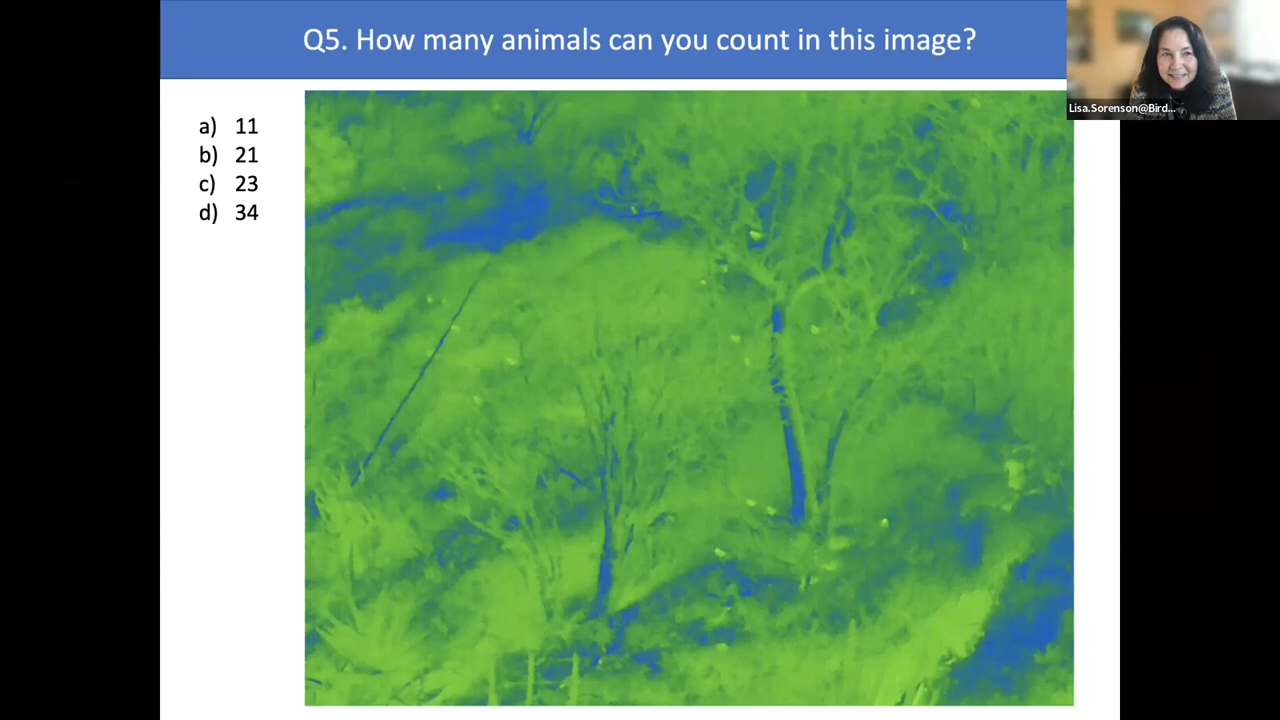 Q5. How many animals can you count in this image?
Lisa.Sorenson@Bird...
a) 11
b) 21
c) 23
d) 34